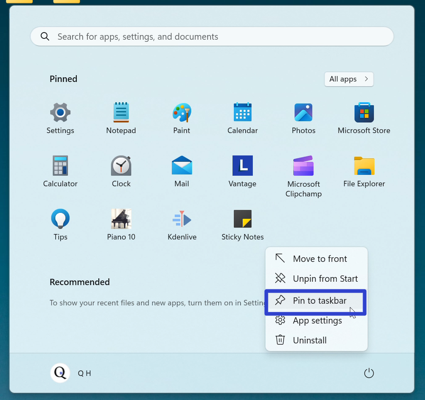 Search for apps, settings, and documents
Pinned
All apps
Settings
Notepad
Paint
Calendar
Photos
Microsoft Store
Calculator
Clock
Mail
L
Vantage
Microsoft
Clipchamp
File Explorer
Tips
Piano 10
Kdenlive
Sticky Notes
Move to front
Unpin from Start
Pin to taskbar
App settings
Uninstall
Recommended
To show your recent files and new apps, turn them on in Settin
Q
Q H